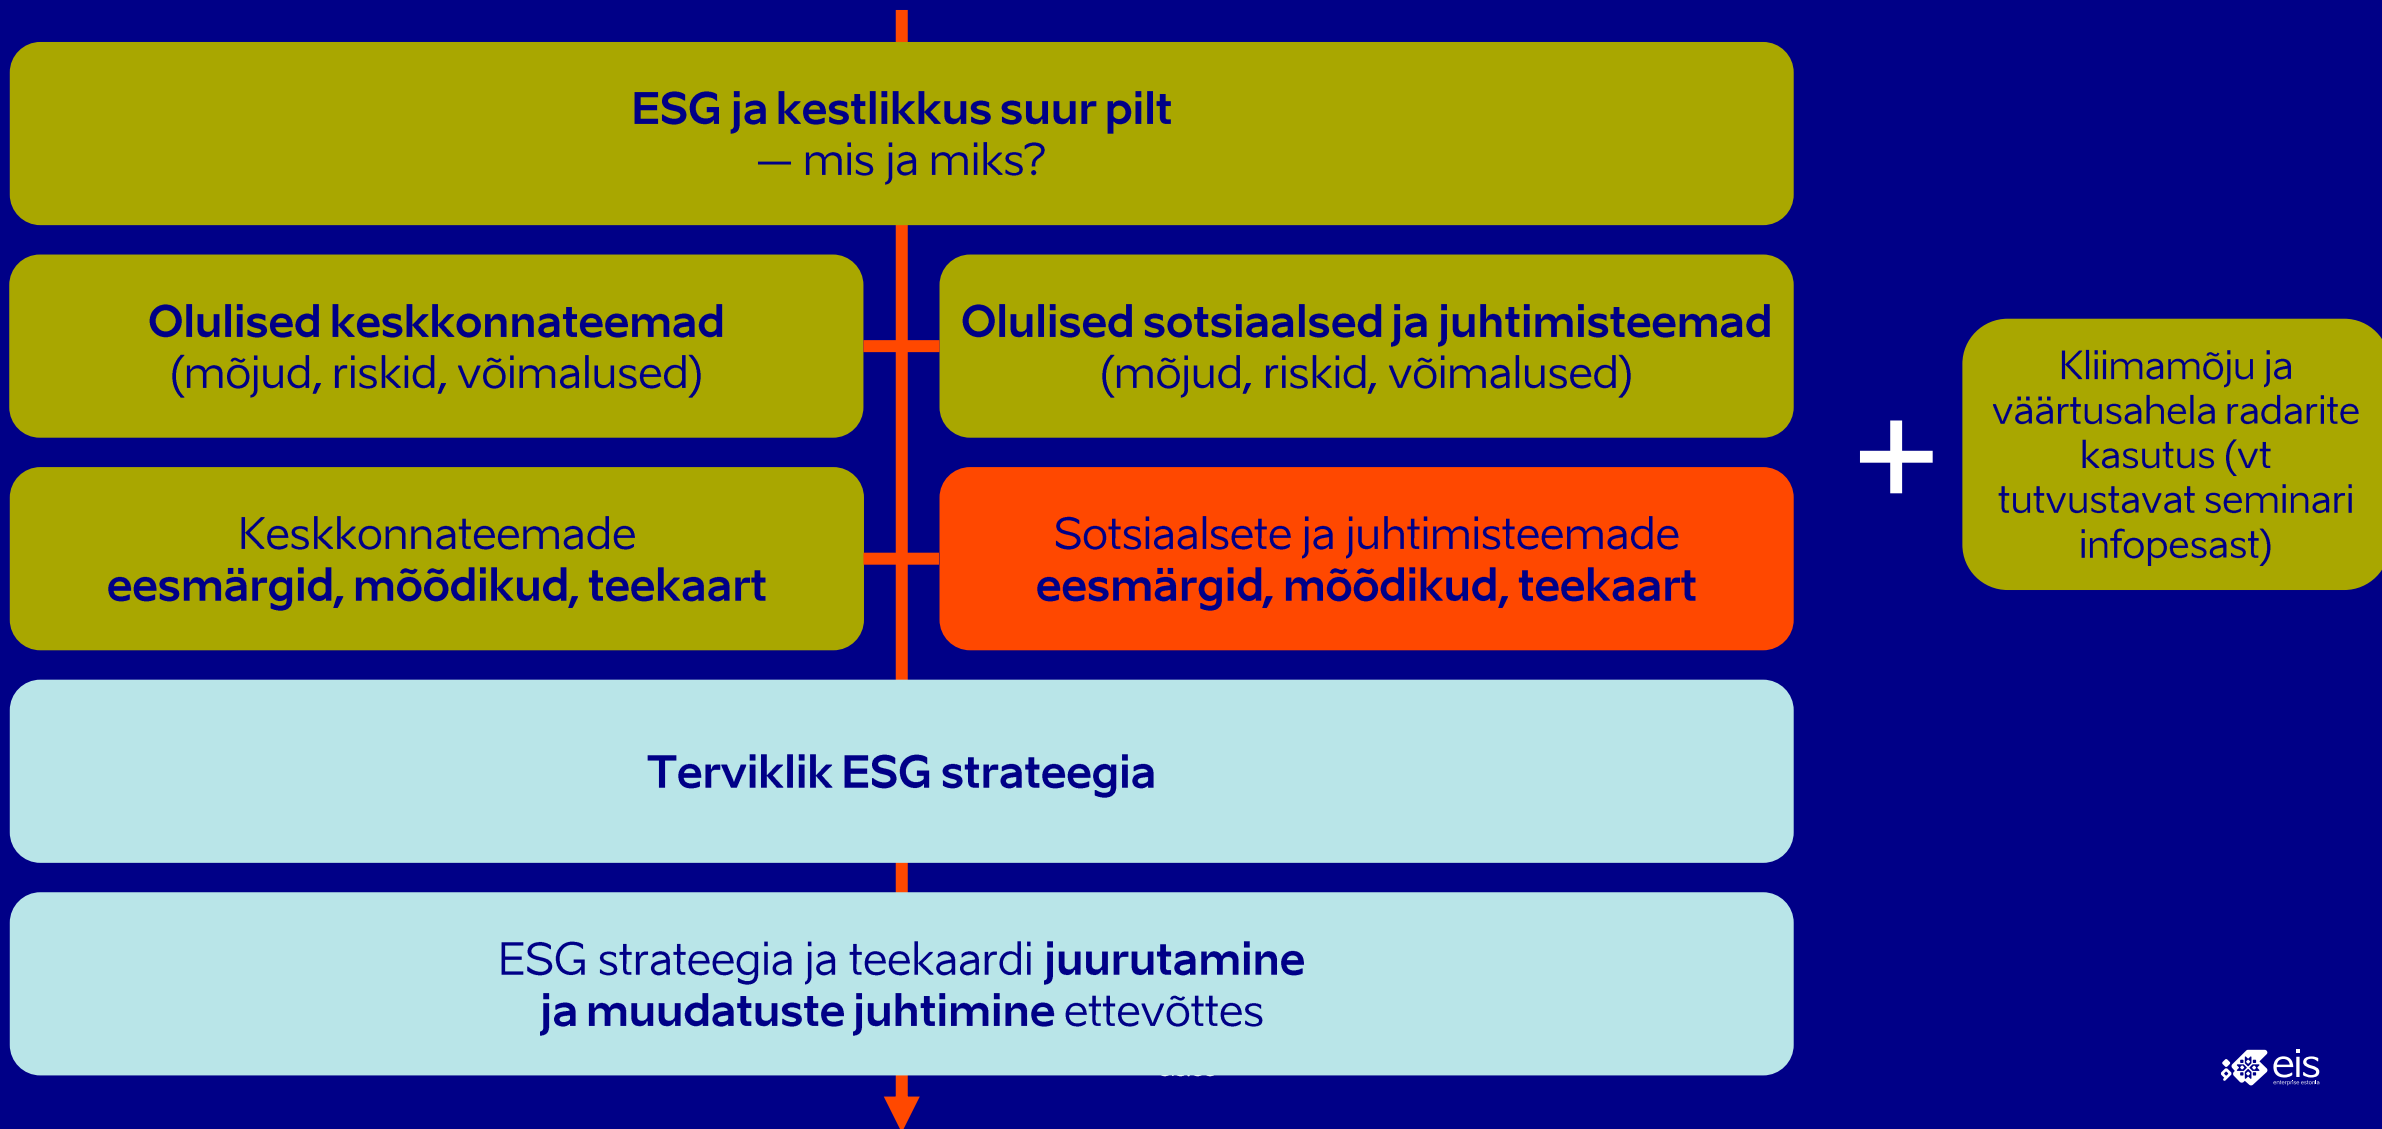 ESG ja kestlikkus suur pilt
— mis ja miks?
Olulised keskkonnateemad
(mõjud, riskid, võimalused)
Olulised sotsiaalsed ja juhtimisteemad
(mõjud, riskid, võimalused)
Keskkonnateemade
eesmärgid, mõõdikud, teekaart
Sotsiaalsete ja juhtimisteemade
eesmärgid, mõõdikud, teekaart
Kliimamõju ja
väärtusahela radarite
kasutus (vt
tutvustavat seminari
infopesast)
+
Terviklik ESG strateegia
ESG strateegia ja teekaardi juurutamine
ja muudatuste juhtimine ettevõttes
eis
enterprise estonia